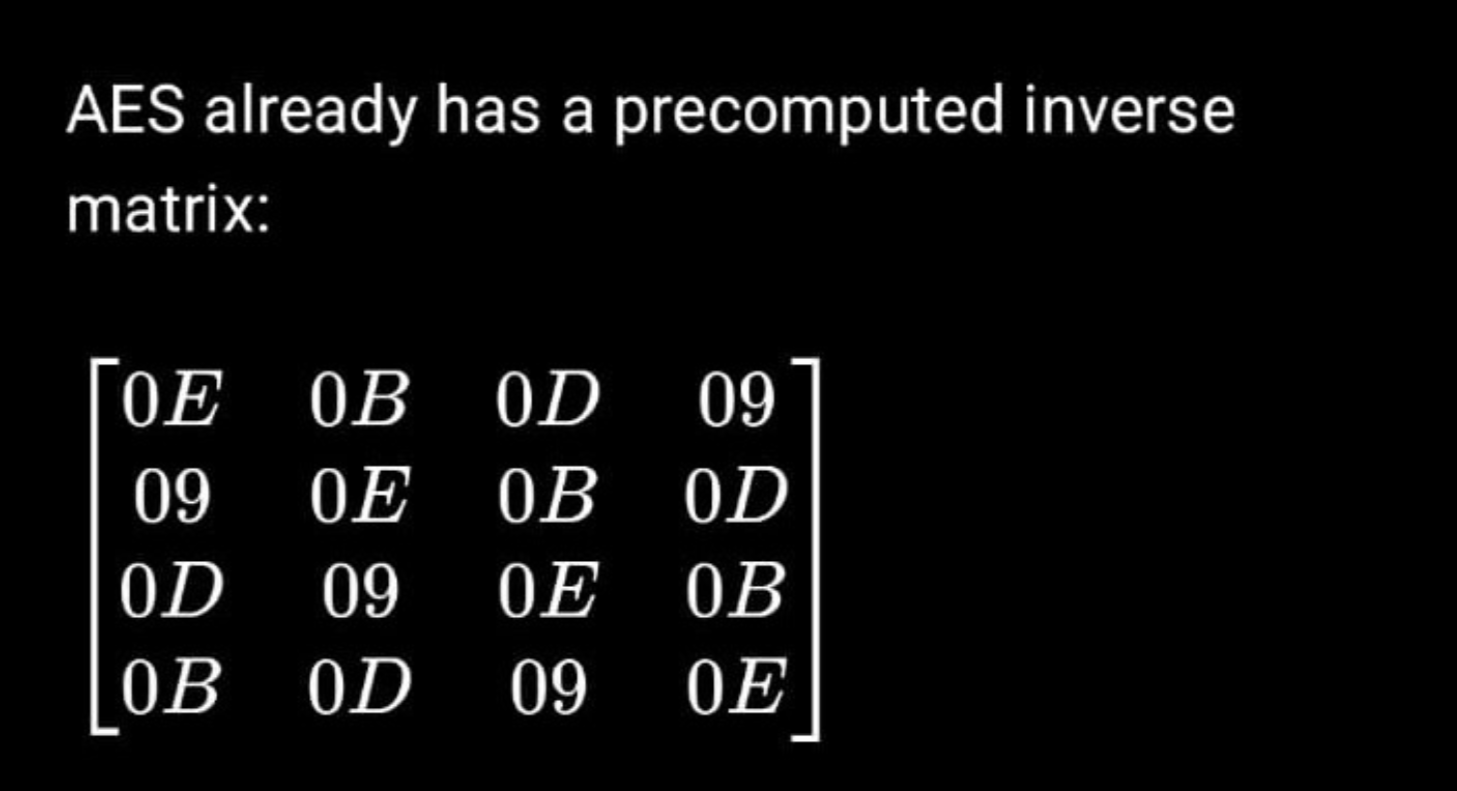 AES already has a precomputed inverse
matrix:
0E 0B 0D 09
09 0E 0B 0D
0D 09 0E 0B
0B 0D 09 0E